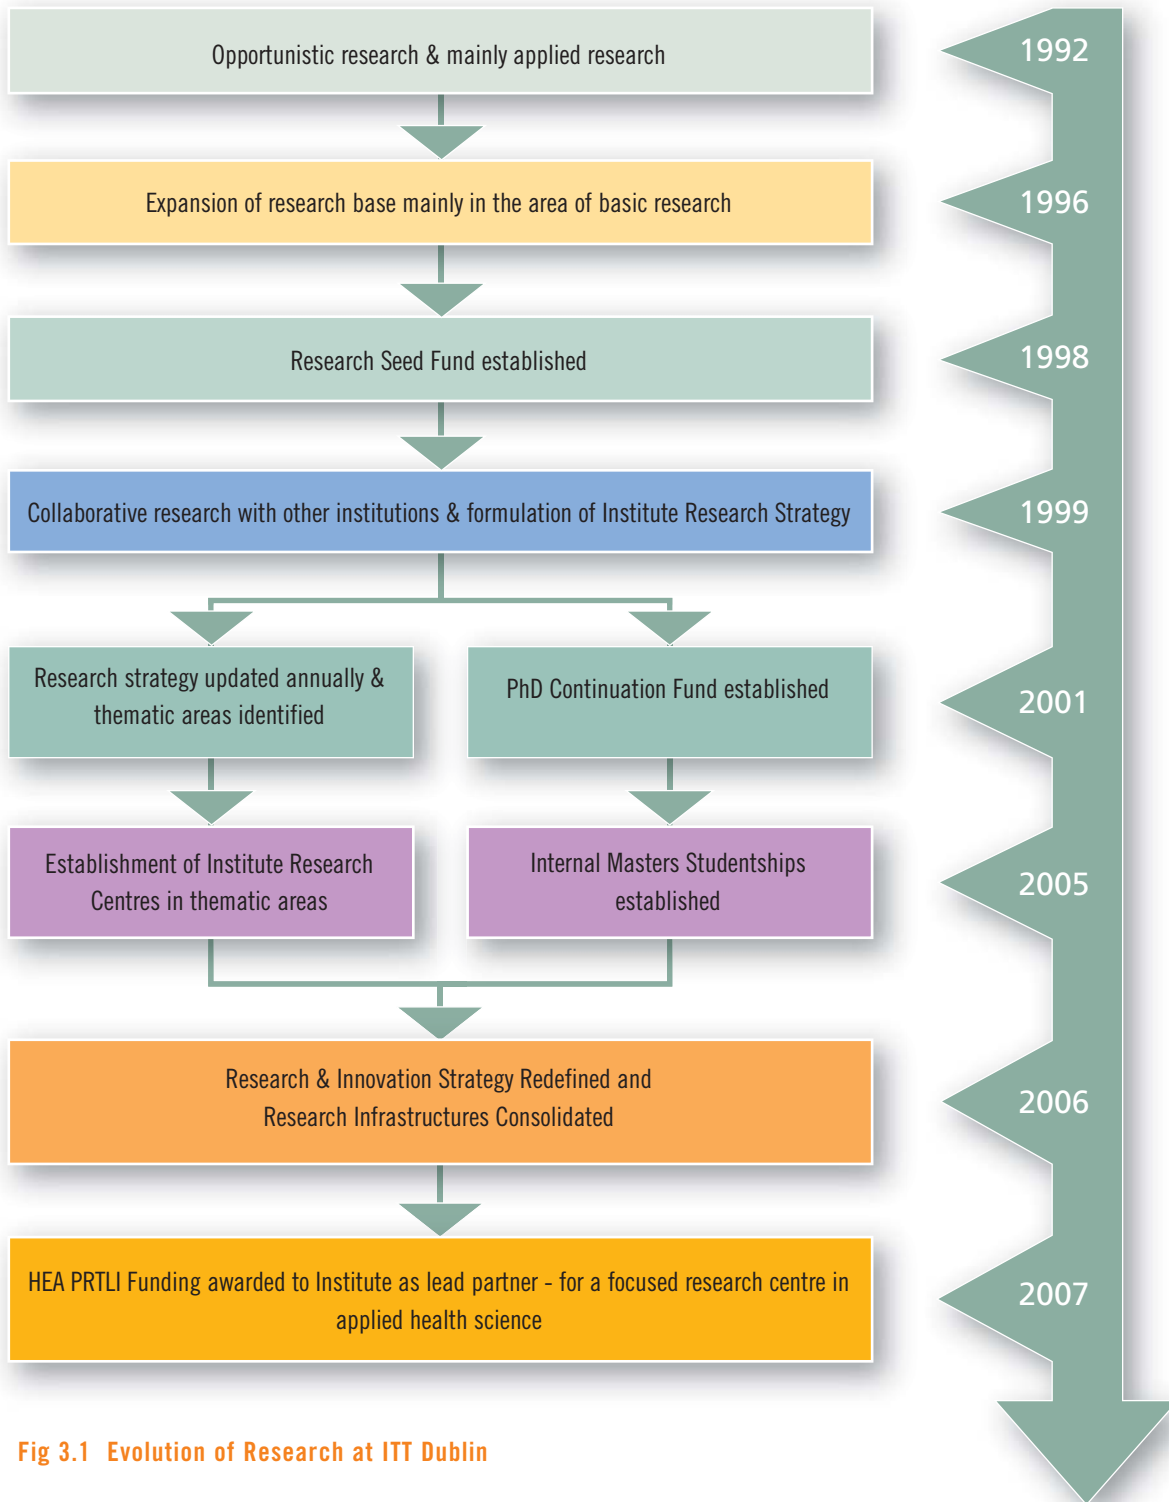 Opportunistic research & mainly applied research
1992
Expansion of research base mainly in the area of basic research
1996
Research Seed Fund established
1998
Collaborative research with other institutions & formulation of Institute Research Strategy
1999
Research strategy updated annually &
thematic areas identified
PhD Continuation Fund established
2001
Establishment of Institute Research
Centres in thematic areas
Internal Masters Studentships
established
2005
Research & Innovation Strategy Redefined and
Research Infrastructures Consolidated
2006
HEA PRTLI Funding awarded to Institute as lead partner - for a focused research centre in
applied health science
2007
Fig 3.1 Evolution of Research at ITT Dublin